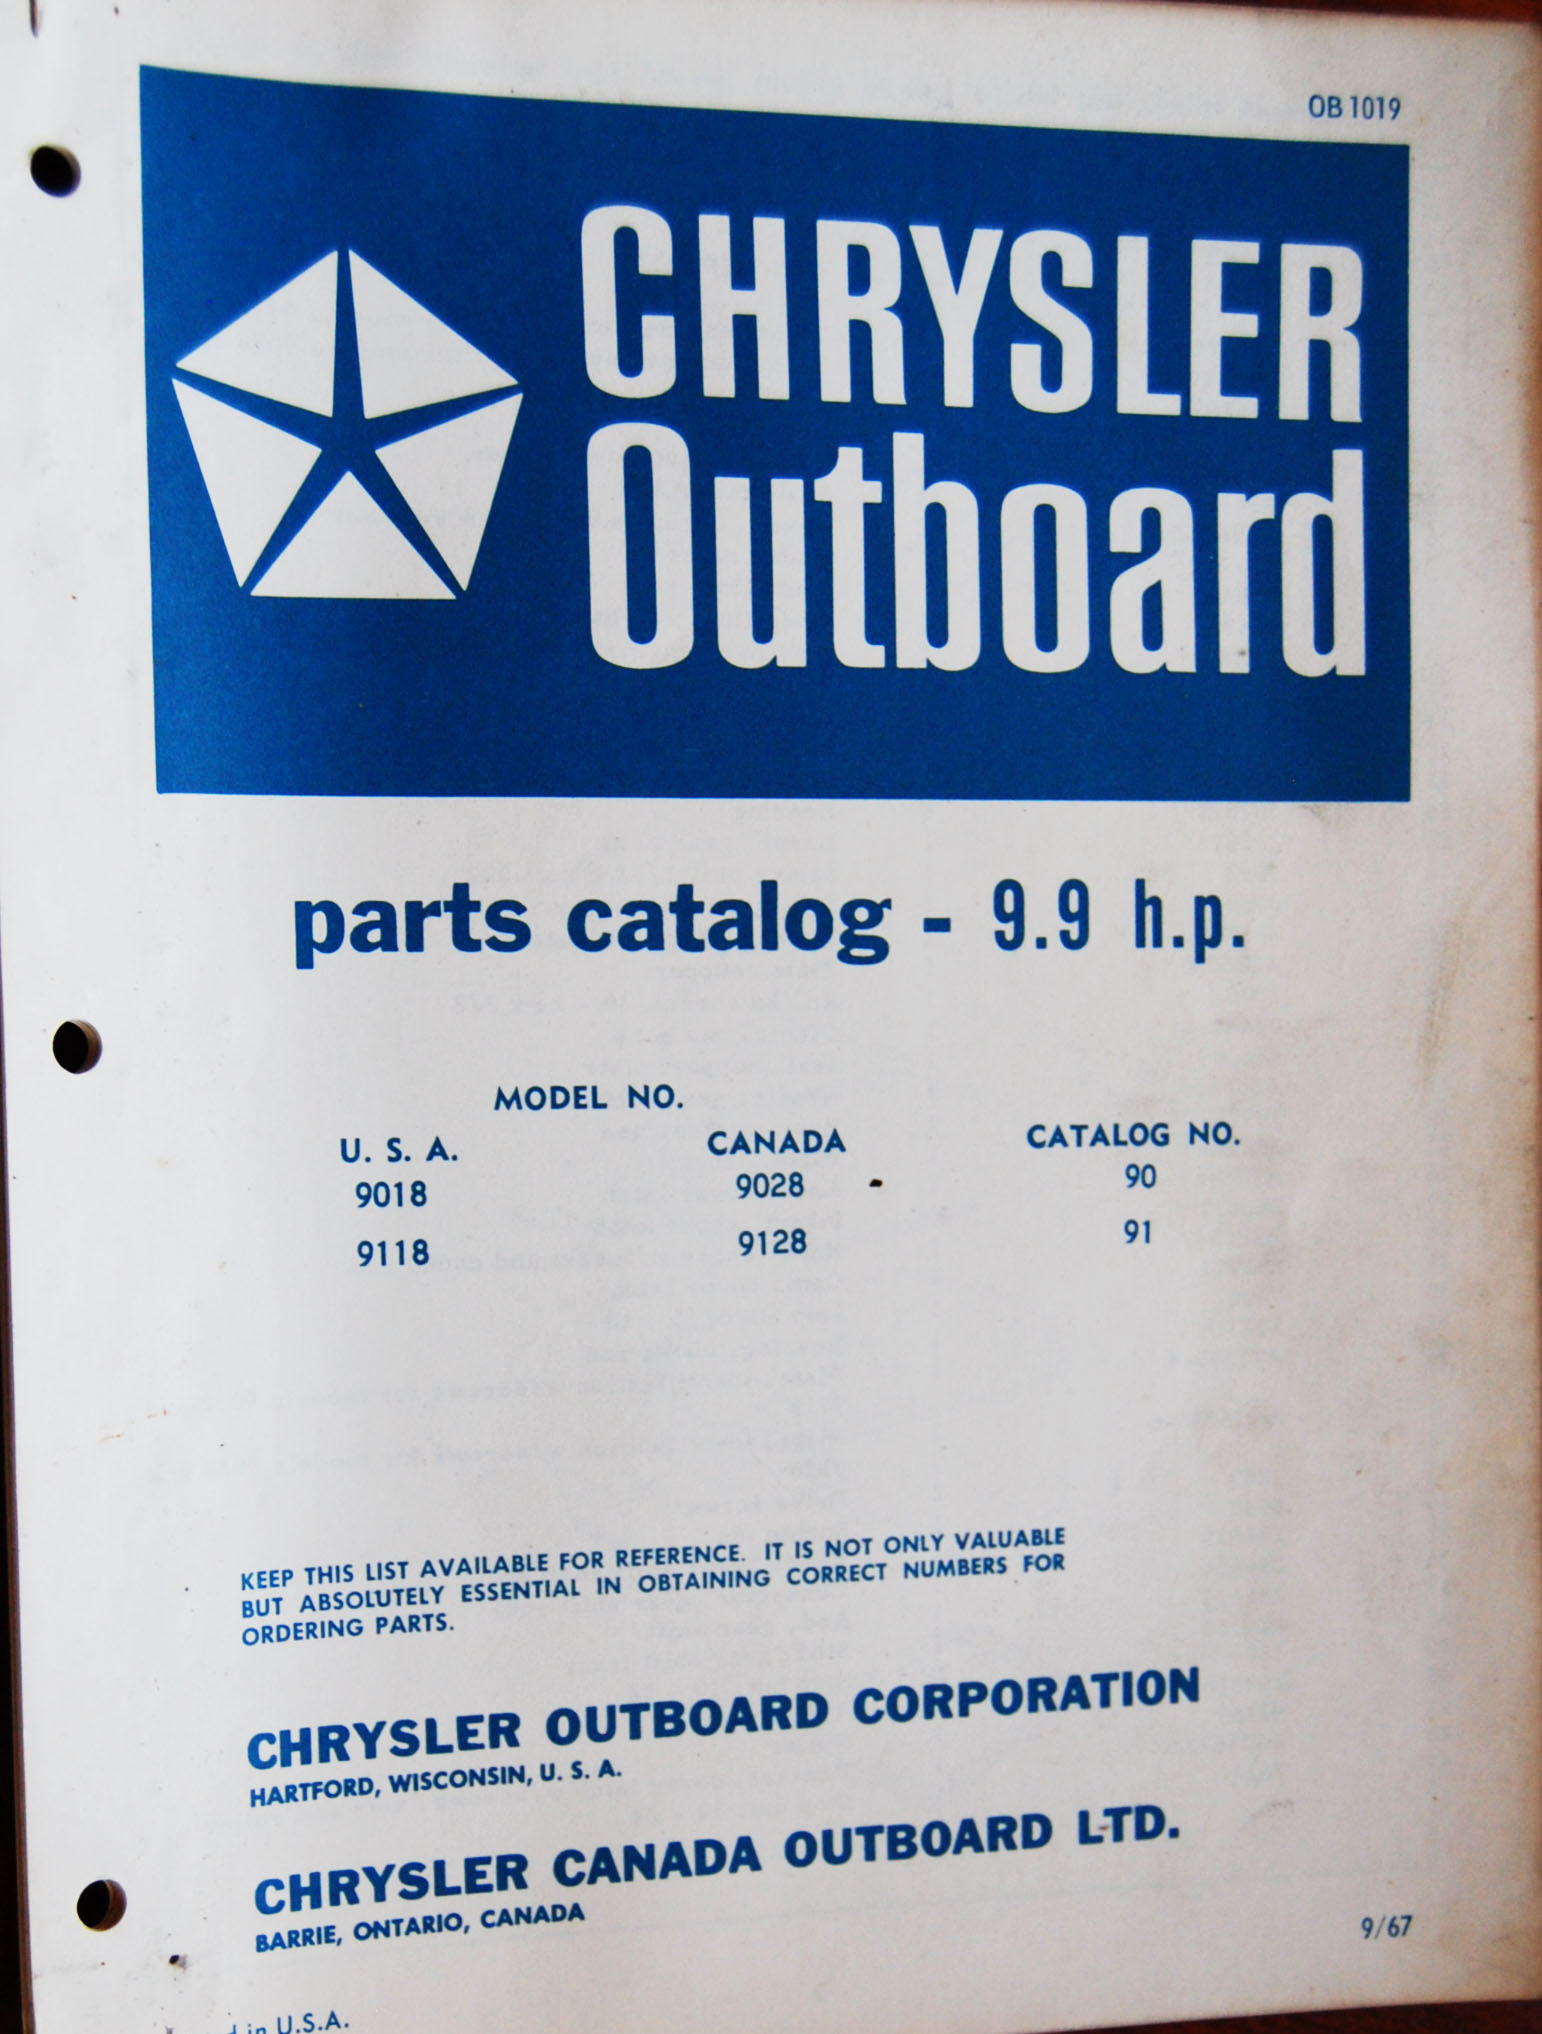 OB 1019
CHRYSLER
Outboard
parts catalog - 9.9 h.p.
MODEL NO.
U. S. A. CANADA CATALOG NO.
9018 9028 90
9118 9128 91
KEEP THIS LIST AVAILABLE FOR REFERENCE. IT IS NOT ONLY VALUABLE
BUT ABSOLUTELY ESSENTIAL IN OBTAINING CORRECT NUMBERS FOR
ORDERING PARTS.
CHRYSLER OUTBOARD CORPORATION
HARTFORD, WISCONSIN, U. S. A.
CHRYSLER CANADA OUTBOARD LTD.
BARRIE, ONTARIO, CANADA
9/67
in U.S.A.